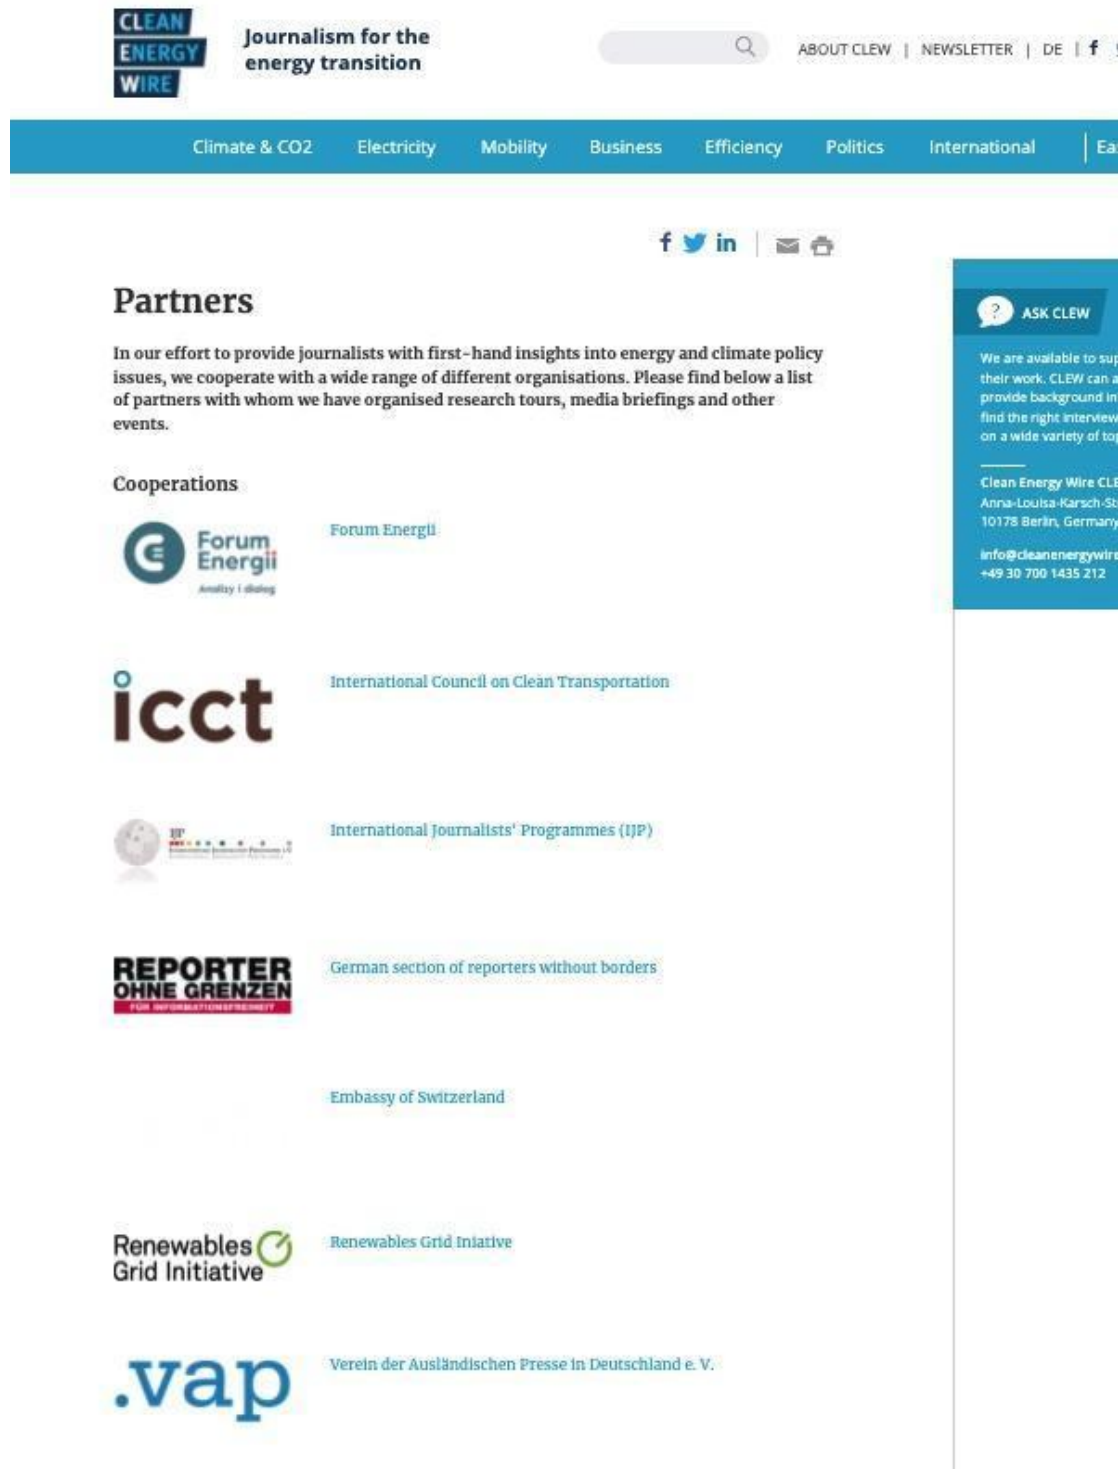 CLEAN
ENERGY
WIRE
Journalism for the
energy transition
ABOUT CLEW | NEWSLETTER | DE |
Climate & CO2 Electricity Mobility Business Efficiency Politics International Ea
Partners
In our effort to provide journalists with first-hand insights into energy and climate policy
issues, we cooperate with a wide range of different organisations. Please find below a list
of partners with whom we have organised research tours, media briefings and other
events.
Cooperations
Forum
Energii
Analizy i dialog
Forum Energii
icct
International Council on Clean Transportation
IJP
International Journalists' Programmes (IJP)
REPORTER
OHNE GRENZEN
FÜR INFORMATIONSFREIHEIT
German section of reporters without borders
Embassy of Switzerland
Renewables
Grid Initiative
Renewables Grid Iniative
.vap
Verein der Ausländischen Presse in Deutschland e. V.
? ASK CLEW
We are available to sup
their work. CLEW can a
provide background in
find the right interview
on a wide variety of to
Clean Energy Wire CLE
Anna-Louisa-Karsch-St
10178 Berlin, Germany
info@cleanenergywire
+49 30 700 1435 212